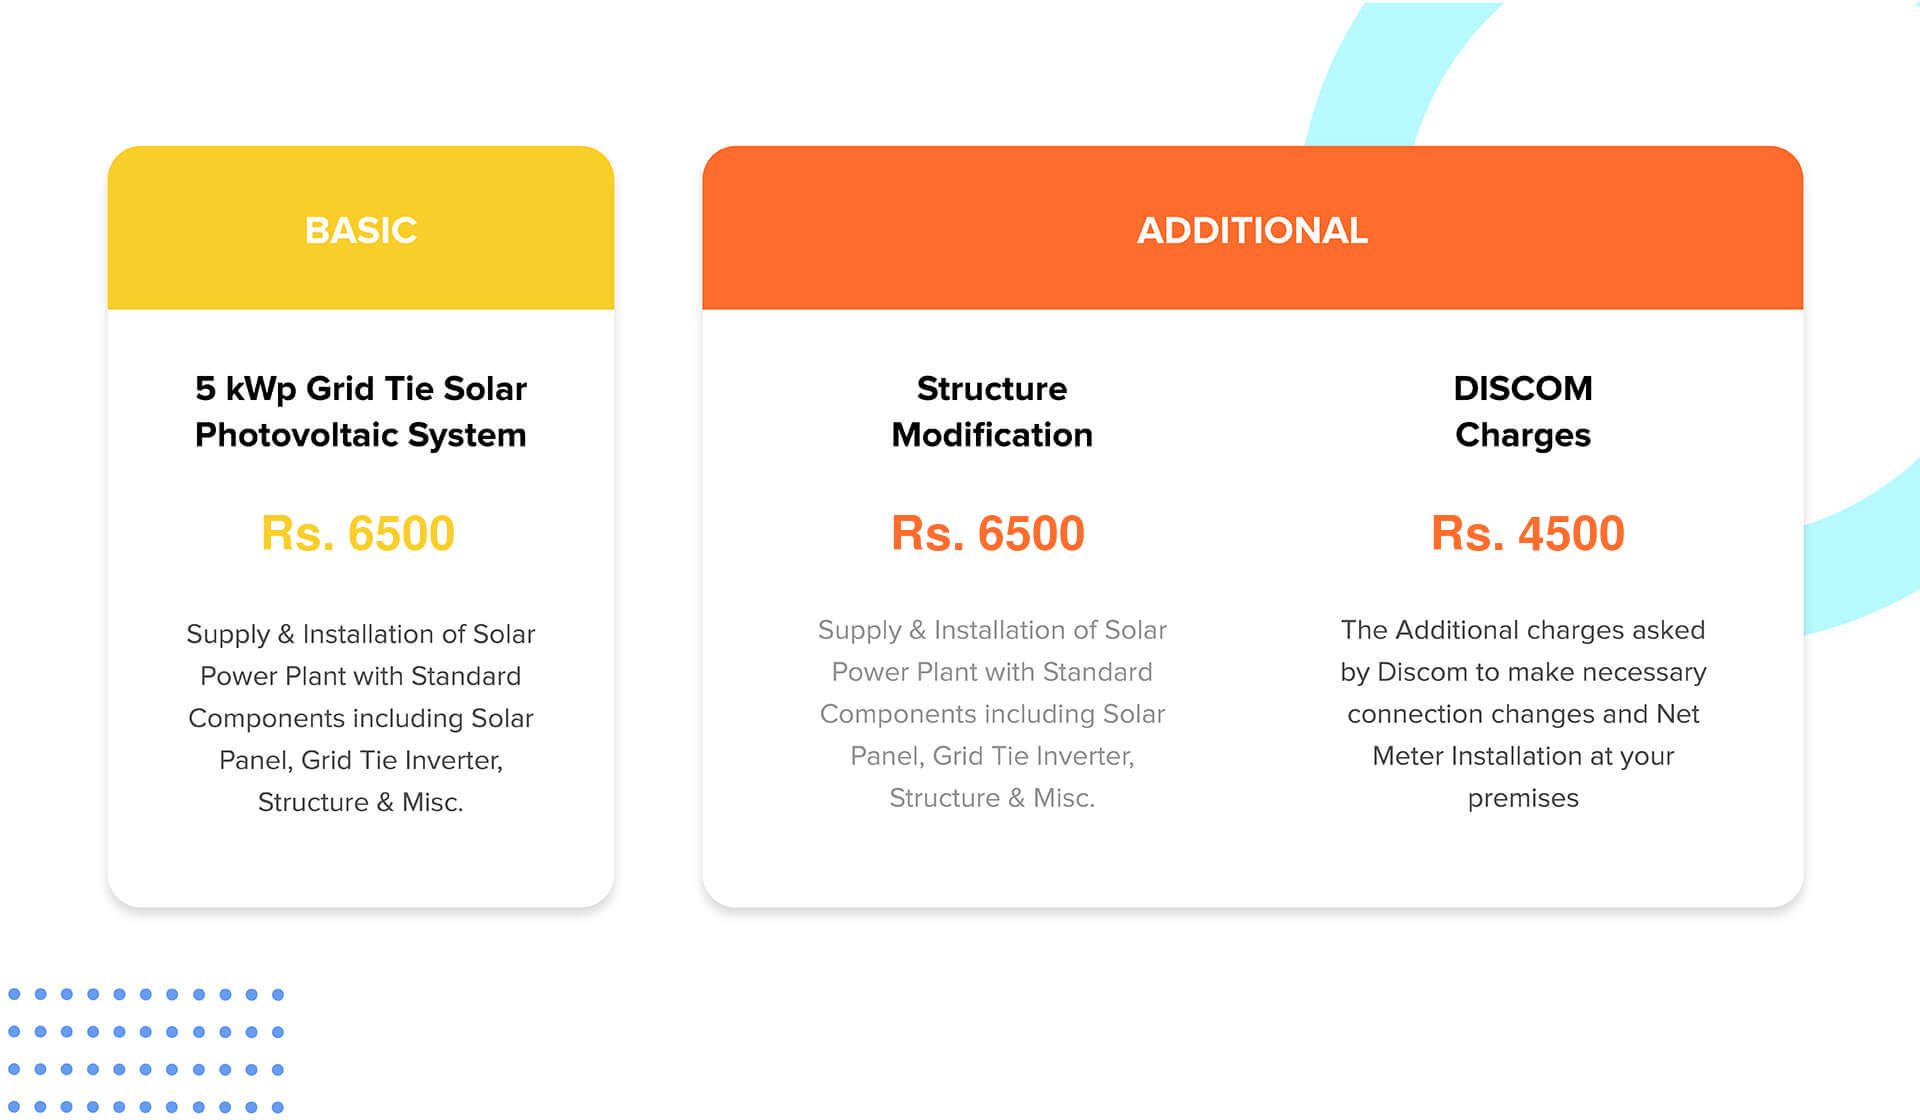 BASIC
5 kWp Grid Tie Solar
Photovoltaic System
Rs. 6500
Supply & Installation of Solar
Power Plant with Standard
Components including Solar
Panel, Grid Tie Inverter,
Structure & Misc.
ADDITIONAL
Structure
Modification
Rs. 6500
Supply & Installation of Solar
Power Plant with Standard
Components including Solar
Panel, Grid Tie Inverter,
Structure & Misc.
DISCOM
Charges
Rs. 4500
The Additional charges asked
by Discom to make necessary
connection changes and Net
Meter Installation at your
premises